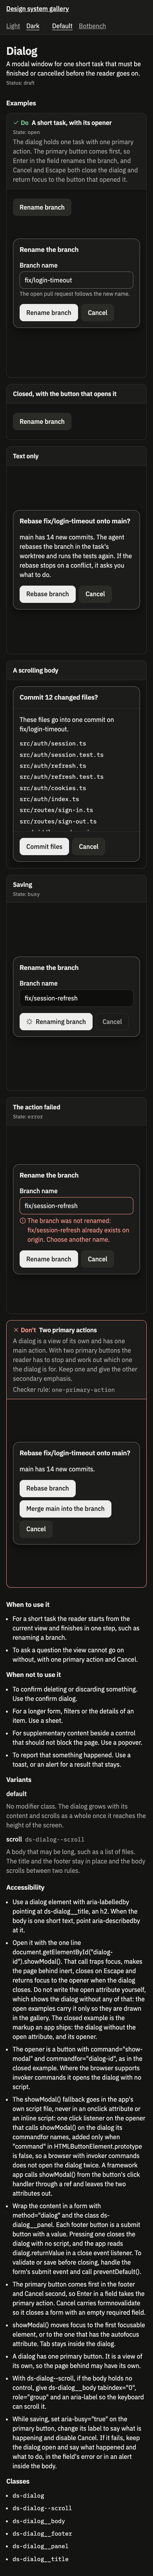 Design system gallery
Light Dark Default Botbench
Dialog
A modal window for one short task that must be
finished or cancelled before the reader goes on.
Status: draft
Examples
Do A short task, with its opener
State: open
The dialog holds one task with one primary
action. The primary button comes first, so
Enter in the field renames the branch, and
Cancel and Escape both close the dialog and
return focus to the button that opened it.
Rename branch
Rename the branch
Branch name
fix/login-timeout
The open pull request follows the new name.
Rename branch Cancel
Closed, with the button that opens it
Rename branch
Text only
Rebase fix/login-timeout onto main?
main has 14 new commits. The agent
rebases the branch in the task's
worktree and runs the tests again. If the
rebase stops on a conflict, it asks you
what to do.
Rebase branch Cancel
A scrolling body
Commit 12 changed files?
These files go into one commit on
fix/login-timeout.
src/auth/session.ts
src/auth/session.test.ts
src/auth/refresh.ts
src/auth/refresh.test.ts
src/auth/cookies.ts
src/auth/index.ts
src/routes/sign-in.ts
src/routes/sign-out.ts
Commit files Cancel
Saving
State: busy
Rename the branch
Branch name
fix/session-refresh
Renaming branch Cancel
The action failed
State: error
Rename the branch
Branch name
fix/session-refresh
The branch was not renamed:
fix/session-refresh already exists on
origin. Choose another name.
Rename branch Cancel
Don't Two primary actions
A dialog is a view of its own and has one
main action. With two primary buttons the
reader has to stop and work out which one
the dialog is for. Keep one and give the other
secondary emphasis.
Checker rule: one-primary-action
Rebase fix/login-timeout onto main?
main has 14 new commits.
Rebase branch
Merge main into the branch
Cancel
When to use it
• For a short task the reader starts from the
current view and finishes in one step, such as
renaming a branch.
• To ask a question the view cannot go on
without, with one primary action and Cancel.
When not to use it
• To confirm deleting or discarding something.
Use the confirm dialog.
• For a longer form, filters or the details of an
item. Use a sheet.
• For supplementary content beside a control
that should not block the page. Use a popover.
• To report that something happened. Use a
toast, or an alert for a result that stays.
Variants
default
No modifier class. The dialog grows with its
content and scrolls as a whole once it reaches the
height of the screen.
scroll ds-dialog--scroll
A body that may be long, such as a list of files.
The title and the footer stay in place and the body
scrolls between two rules.
Accessibility
• Use a dialog element with aria-labelledby
pointing at ds-dialog__title, an h2. When the
body is one short text, point aria-describedby
at it.
• Open it with the one line
document.getElementById("dialog-
id").showModal(). That call traps focus, makes
the page behind inert, closes on Escape and
returns focus to the opener when the dialog
closes. Do not write the open attribute yourself,
which shows the dialog without any of that: the
open examples carry it only so they are drawn
in the gallery. The closed example is the
markup an app ships: the dialog without the
open attribute, and its opener.
• The opener is a button with command="show-
modal" and commandfor="dialog-id", as in the
closed example. Where the browser supports
invoker commands it opens the dialog with no
script.
• The showModal() fallback goes in the app's
own script file, never in an onclick attribute or
an inline script: one click listener on the opener
that calls showModal() on the dialog its
commandfor names, added only when
"command" in HTMLButtonElement.prototype
is false, so a browser with invoker commands
does not open the dialog twice. A framework
app calls showModal() from the button's click
handler through a ref and leaves the two
attributes out.
• Wrap the content in a form with
method="dialog" and the class ds-
dialog__panel. Each footer button is a submit
button with a value. Pressing one closes the
dialog with no script, and the app reads
dialog.returnValue in a close event listener. To
validate or save before closing, handle the
form's submit event and call preventDefault().
• The primary button comes first in the footer
and Cancel second, so Enter in a field takes the
primary action. Cancel carries formnovalidate
so it closes a form with an empty required field.
• showModal() moves focus to the first focusable
element, or to the one that has the autofocus
attribute. Tab stays inside the dialog.
• A dialog has one primary button. It is a view of
its own, so the page behind may have its own.
• With ds-dialog--scroll, if the body holds no
control, give ds-dialog__body tabindex="0",
role="group" and an aria-label so the keyboard
can scroll it.
• While saving, set aria-busy="true" on the
primary button, change its label to say what is
happening and disable Cancel. If it fails, keep
the dialog open and say what happened and
what to do, in the field's error or in an alert
inside the body.
Classes
• ds-dialog
• ds-dialog--scroll
• ds-dialog__body
• ds-dialog__footer
• ds-dialog__panel
• ds-dialog__title